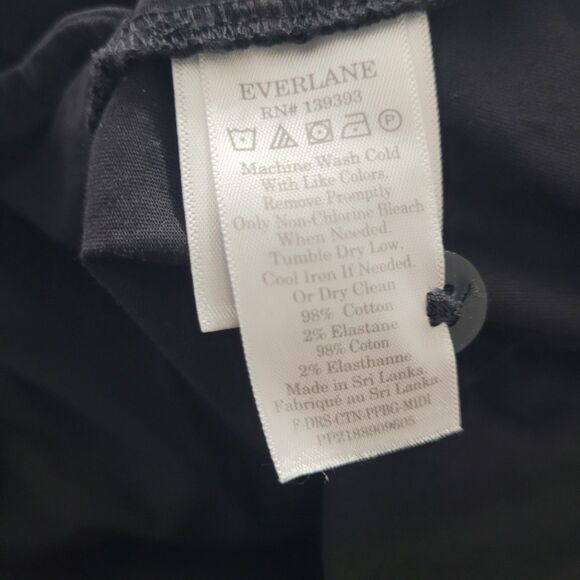 EVERLANE
RN# 139393
P
Machine Wash Cold
With Like Colors.
Remove Promptly
Only Non-Chlorine Bleach
When Needed.
Tumble Dry Low.
Cool Iron If Needed.
Or Dry Clean
98% Cotton
2% Elastane
98% Coton
2% Elasthanne
Made in Sri Lanka.
Fabriqué au Sri Lanka.
F-DRS-CTN-PPBG-MIDI
PP2188909605